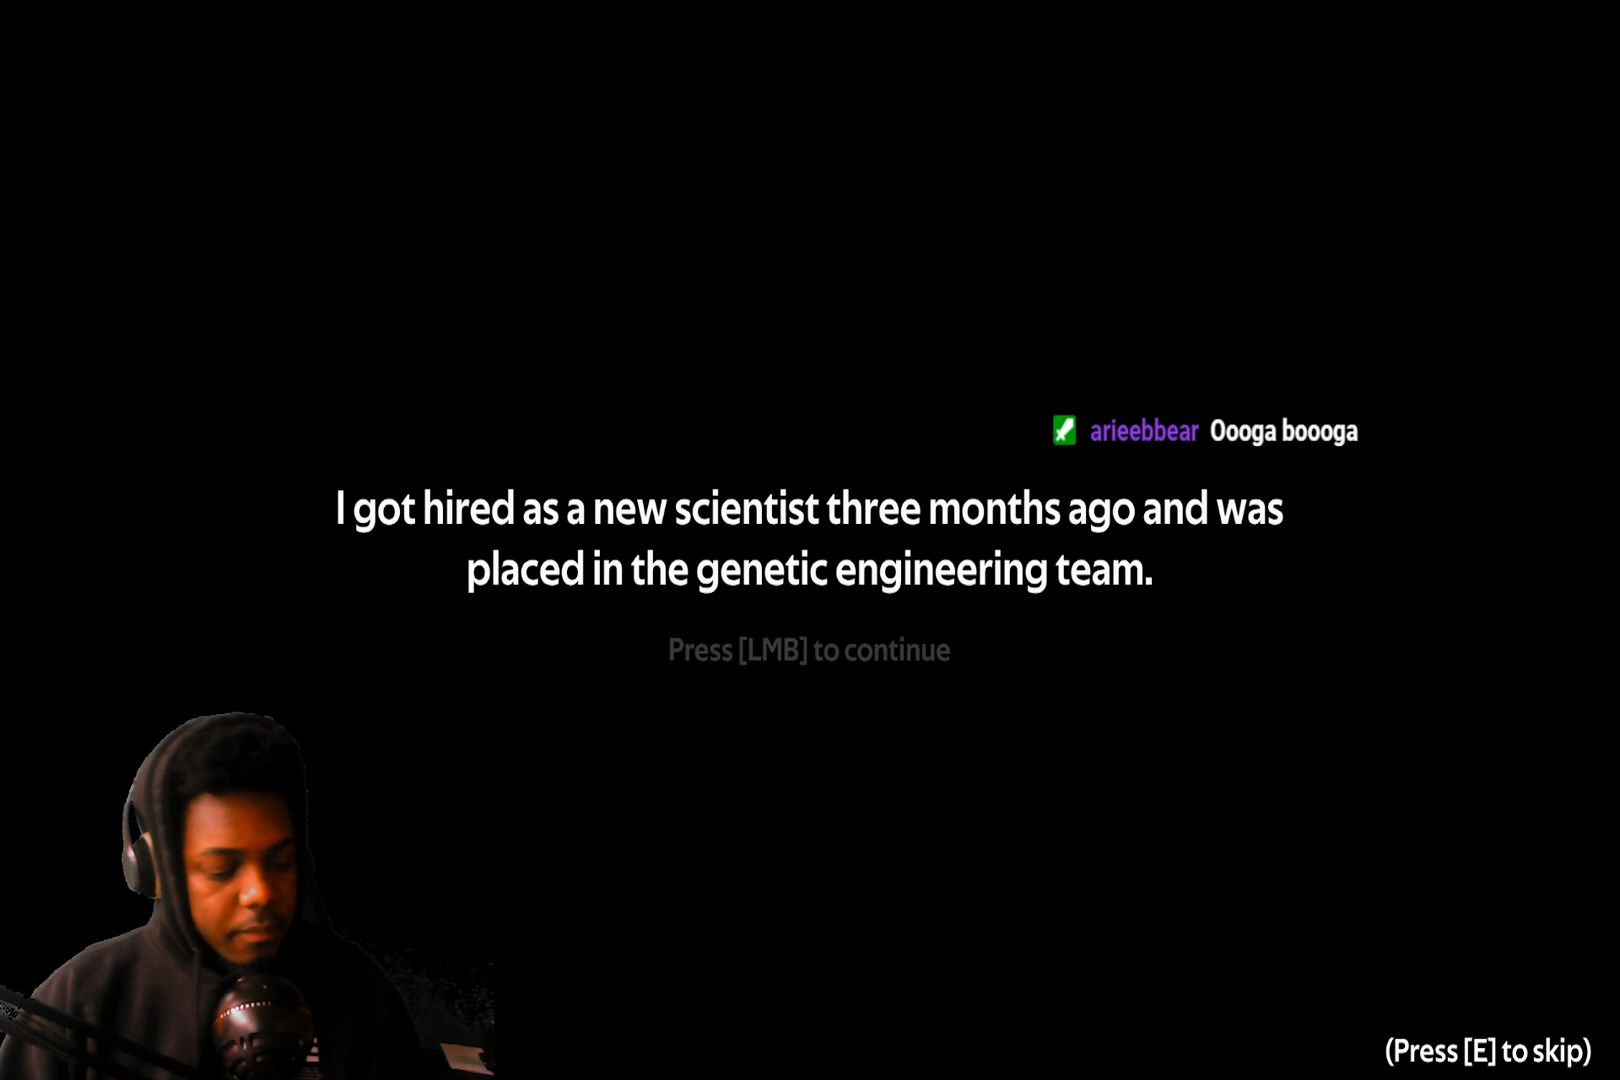 arieebbear Oooga boooga
I got hired as a new scientist three months ago and was
placed in the genetic engineering team.
Press [LMB] to continue
(Press [E] to skip)